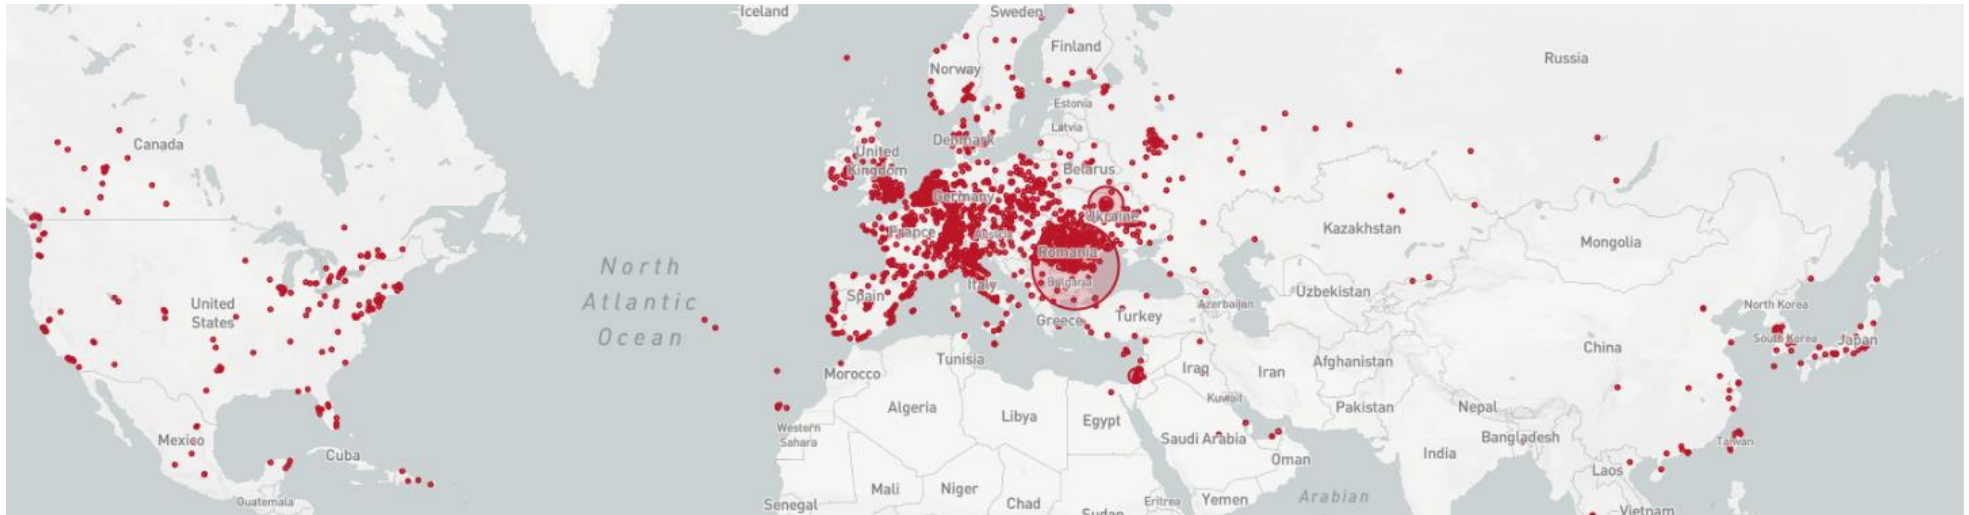 Iceland
Sweden
Finland
Russia
Norway
Estonia
Latvia
Canada
Denmark
United
Kingdom
Belarus
Germany
Ukraine
France
Kazakhstan
Mongolia
Romania
North
Atlantic
Ocean
Bulgaria
Italy
Spain
United
States
Uzbekistan
Azerbaijan
North Korea
Greece
Turkey
South Korea
Japan
China
Tunisia
Afghanistan
Morocco
Iraq
Iran
Kuwait
Pakistan
Nepal
Algeria
Libya
Egypt
Western
Sahara
Saudi Arabia
Bangladesh
Taiwan
Mexico
Cuba
India
Oman
Laos
Mali
Niger
Chad
Guatemala
Senegal
Sudan
Eritrea
Yemen
Arabian
Vietnam